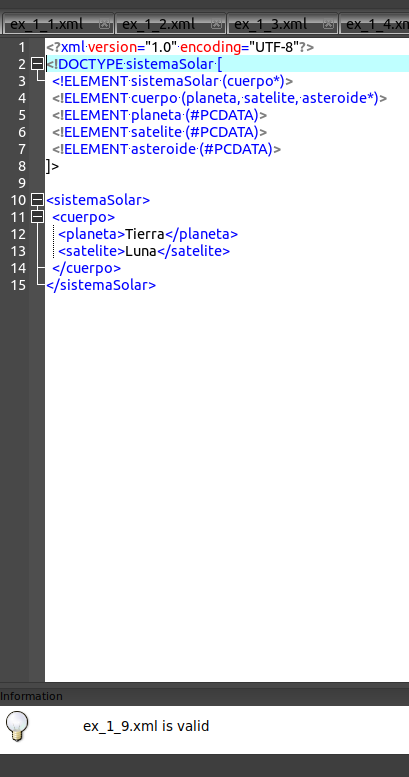 ex_1_1.xml ex_1_2.xml ex_1_3.xml ex_1_4.xm
1 <?xml version="1.0" encoding="UTF-8"?>
2 <!DOCTYPE sistemaSolar [
3 <!ELEMENT sistemaSolar (cuerpo*)>
4 <!ELEMENT cuerpo (planeta, satelite, asteroide*)>
5 <!ELEMENT planeta (#PCDATA)>
6 <!ELEMENT satelite (#PCDATA)>
7 <!ELEMENT asteroide (#PCDATA)>
8 ]>
9
10 <sistemaSolar>
11 <cuerpo>
12 <planeta>Tierra</planeta>
13 <satelite>Luna</satelite>
14 </cuerpo>
15 </sistemaSolar>
Information
ex_1_9.xml is valid